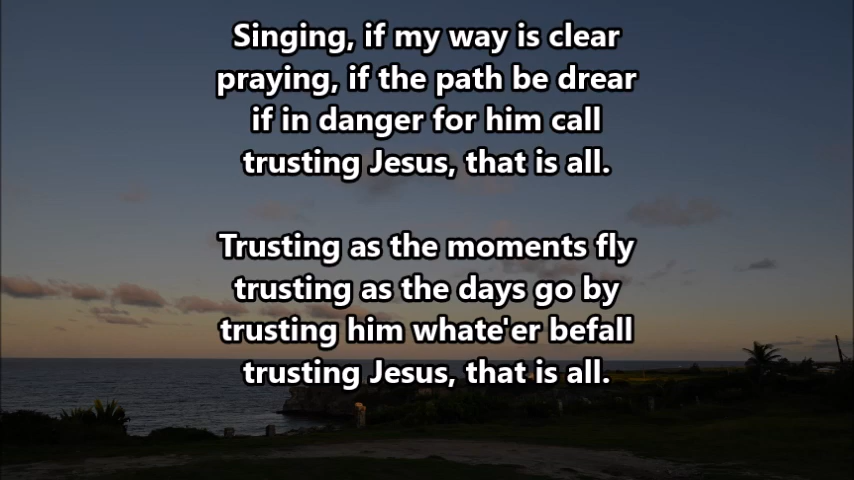 Singing, if my way is clear
praying, if the path be drear
if in danger for him call
trusting Jesus, that is all.
Trusting as the moments fly
trusting as the days go by
trusting him whate'er befall
trusting Jesus, that is all.